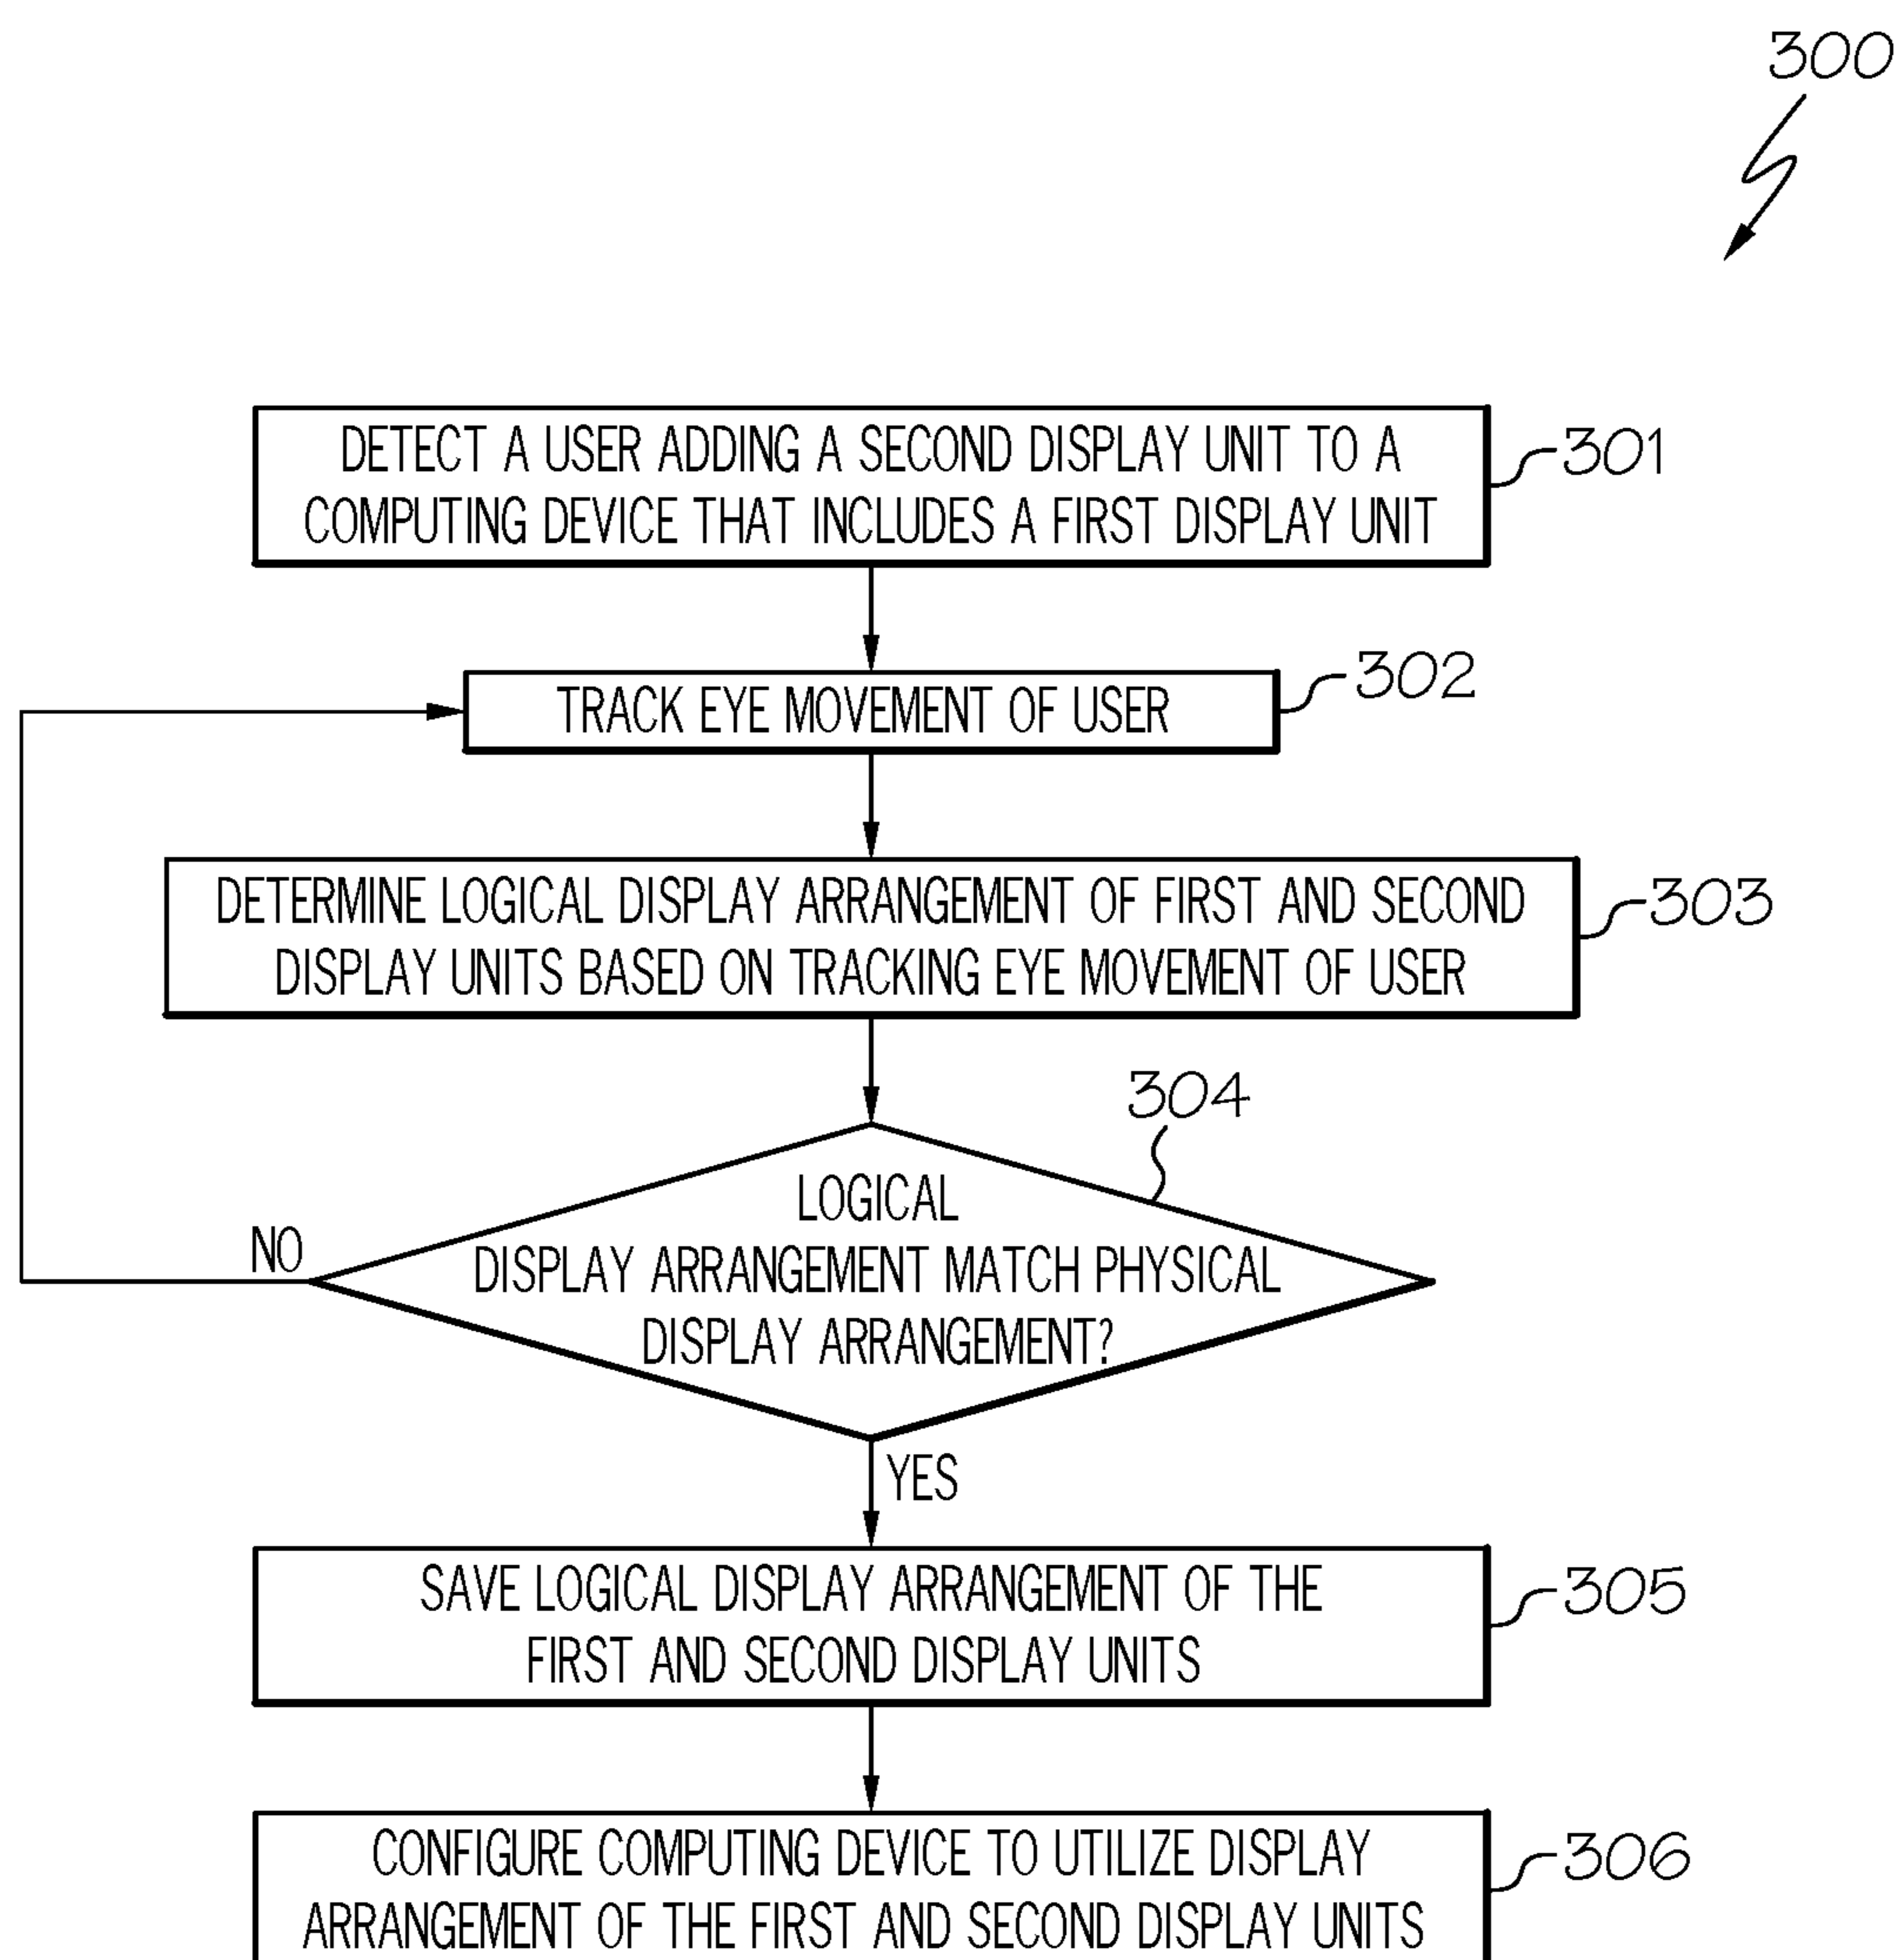 300
DETECT A USER ADDING A SECOND DISPLAY UNIT TO A
COMPUTING DEVICE THAT INCLUDES A FIRST DISPLAY UNIT
301
TRACK EYE MOVEMENT OF USER
302
DETERMINE LOGICAL DISPLAY ARRANGEMENT OF FIRST AND SECOND
DISPLAY UNITS BASED ON TRACKING EYE MOVEMENT OF USER
303
304
LOGICAL
DISPLAY ARRANGEMENT MATCH PHYSICAL
DISPLAY ARRANGEMENT?
NO
YES
SAVE LOGICAL DISPLAY ARRANGEMENT OF THE
FIRST AND SECOND DISPLAY UNITS
305
CONFIGURE COMPUTING DEVICE TO UTILIZE DISPLAY
ARRANGEMENT OF THE FIRST AND SECOND DISPLAY UNITS
306